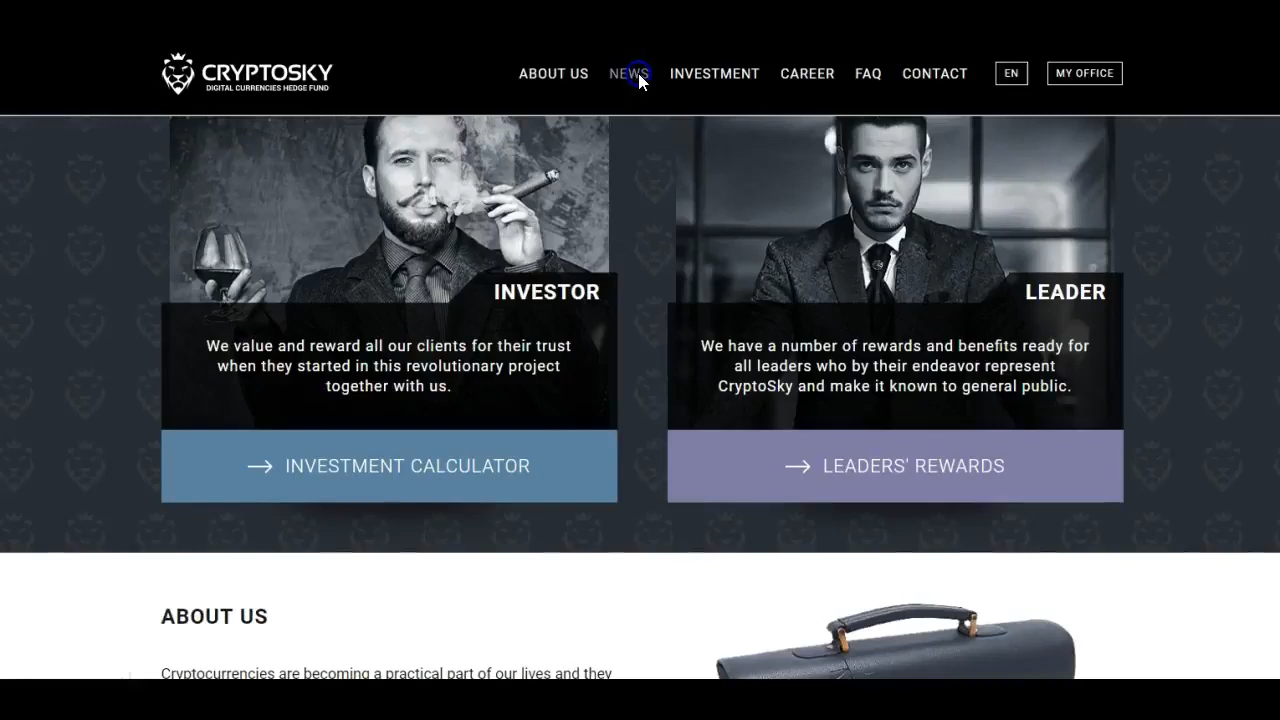 CRYPTOSKY
DIGITAL CURRENCIES HEDGE FUND
ABOUT US NEWS INVESTMENT CAREER FAQ CONTACT EN MY OFFICE
INVESTOR
We value and reward all our clients for their trust
when they started in this revolutionary project
together with us.
→ INVESTMENT CALCULATOR
LEADER
We have a number of rewards and benefits ready for
all leaders who by their endeavor represent
CryptoSky and make it known to general public.
→ LEADERS' REWARDS
ABOUT US
Cryptocurrencies are becoming a practical part of our lives and they